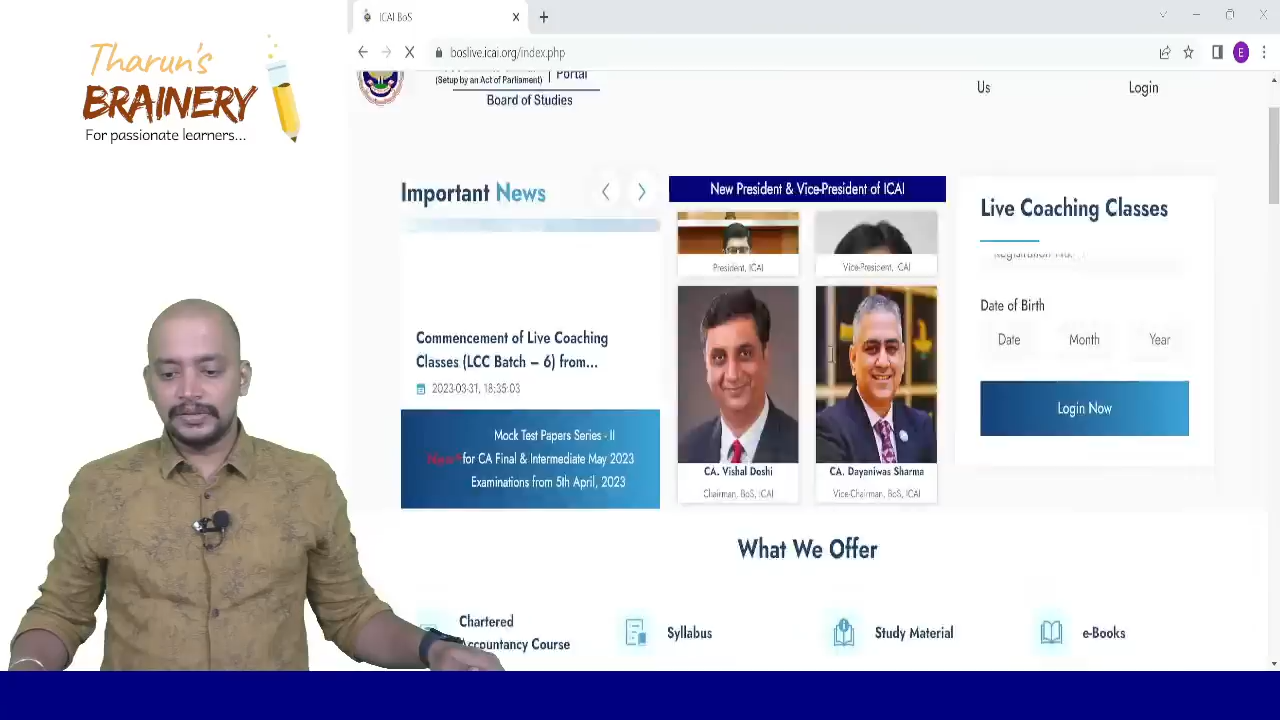 Tharun's
BRAINERY
For passionate learners...
ICAI BoS
boslive.icai.org/index.php
E
(Setup by an Act of Parliament)
Portal
Board of Studies
Us
Login
Important News
Commencement of Live Coaching
Classes (LCC Batch – 6) from...
2023-03-31, 18:35:03
Mock Test Papers Series - II
for CA Final & Intermediate May 2023
Examinations from 5th April, 2023
New President & Vice-President of ICAI
President, ICAI
Vice-President, ICAI
CA. Vishal Doshi
Chairman, BoS, ICAI
CA. Dayaniwas Sharma
Vice-Chairman, BoS, ICAI
Live Coaching Classes
Date of Birth
Date
Month
Year
Login Now
What We Offer
Chartered
Accountancy Course
Syllabus
Study Material
e-Books